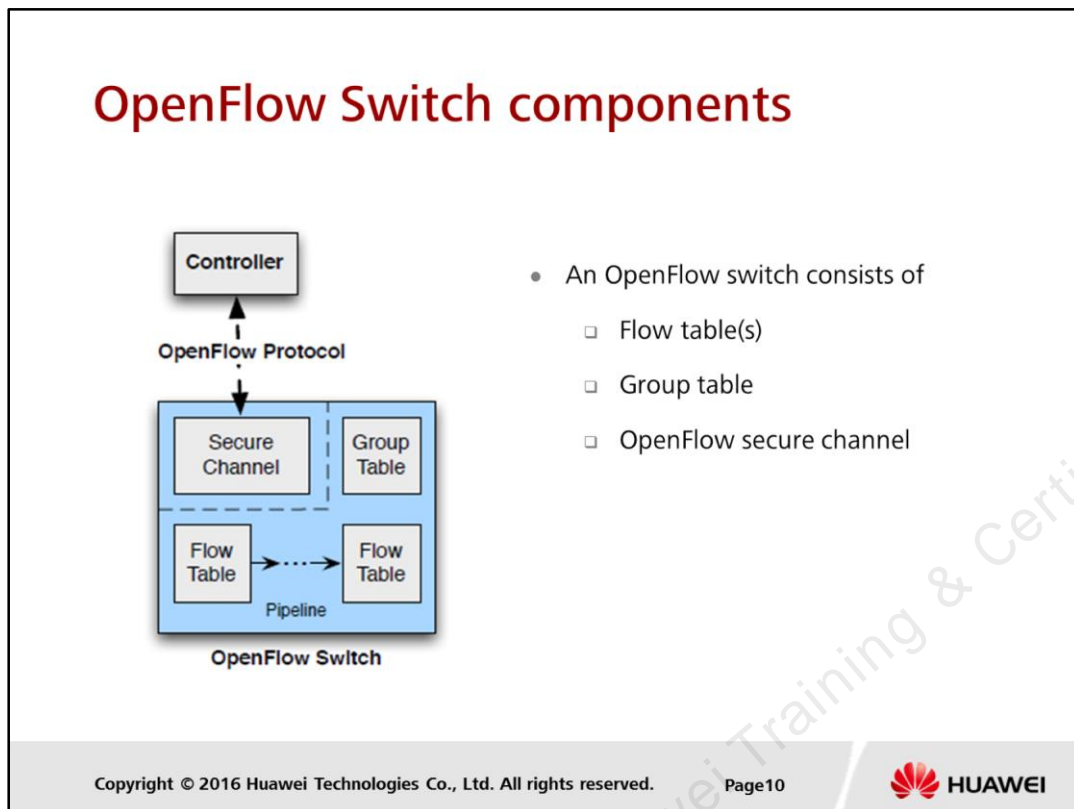 OpenFlow Switch components
Controller
OpenFlow Protocol
Secure
Channel
Group
Table
Flow
Table
Flow
Table
Pipeline
OpenFlow Switch
• An OpenFlow switch consists of
❑ Flow table(s)
❑ Group table
❑ OpenFlow secure channel
Training & Certi
Copyright © 2016 Huawei Technologies Co., Ltd. All rights reserved.
Page10
HUAWEI